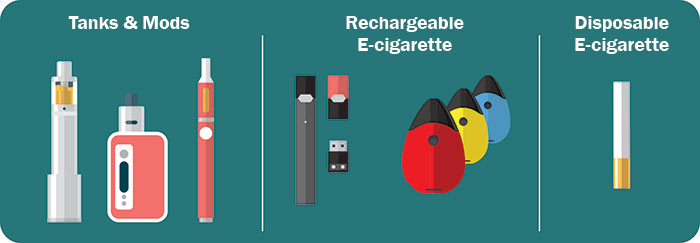 Tanks & Mods
Rechargeable
E-cigarette
Disposable
E-cigarette